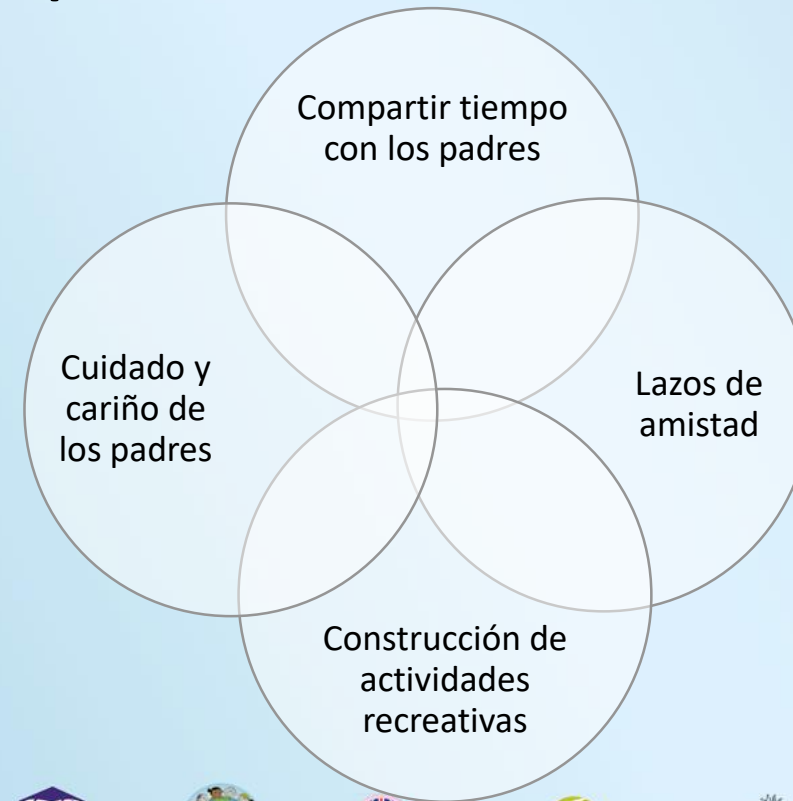 Compartir tiempo
con los padres
Cuidado y
cariño de
los padres
Lazos de
amistad
Construcción de
actividades
recreativas